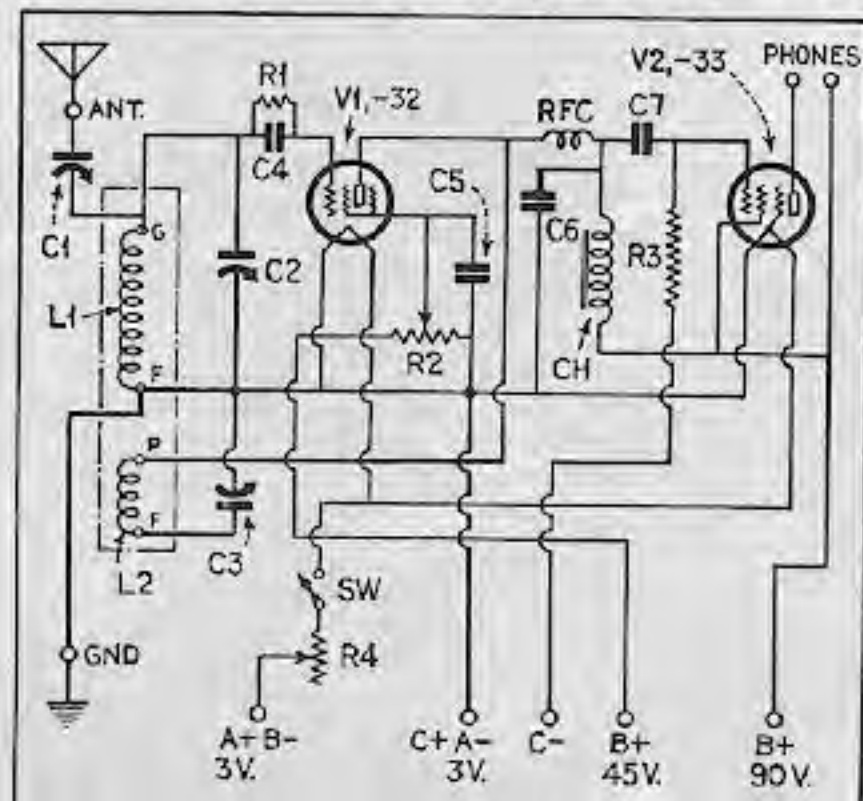 PHONES
V2,-33
R1
V1,-32
ANT.
RFC
C7
C4
C5
C1
G
C2
C6
R3
L1
R2
CH
F
P
F
C3
L2
SW
GND
R4
A+ B- C+ A- C- B+ B+
3V. 3V. 45V. 90V.